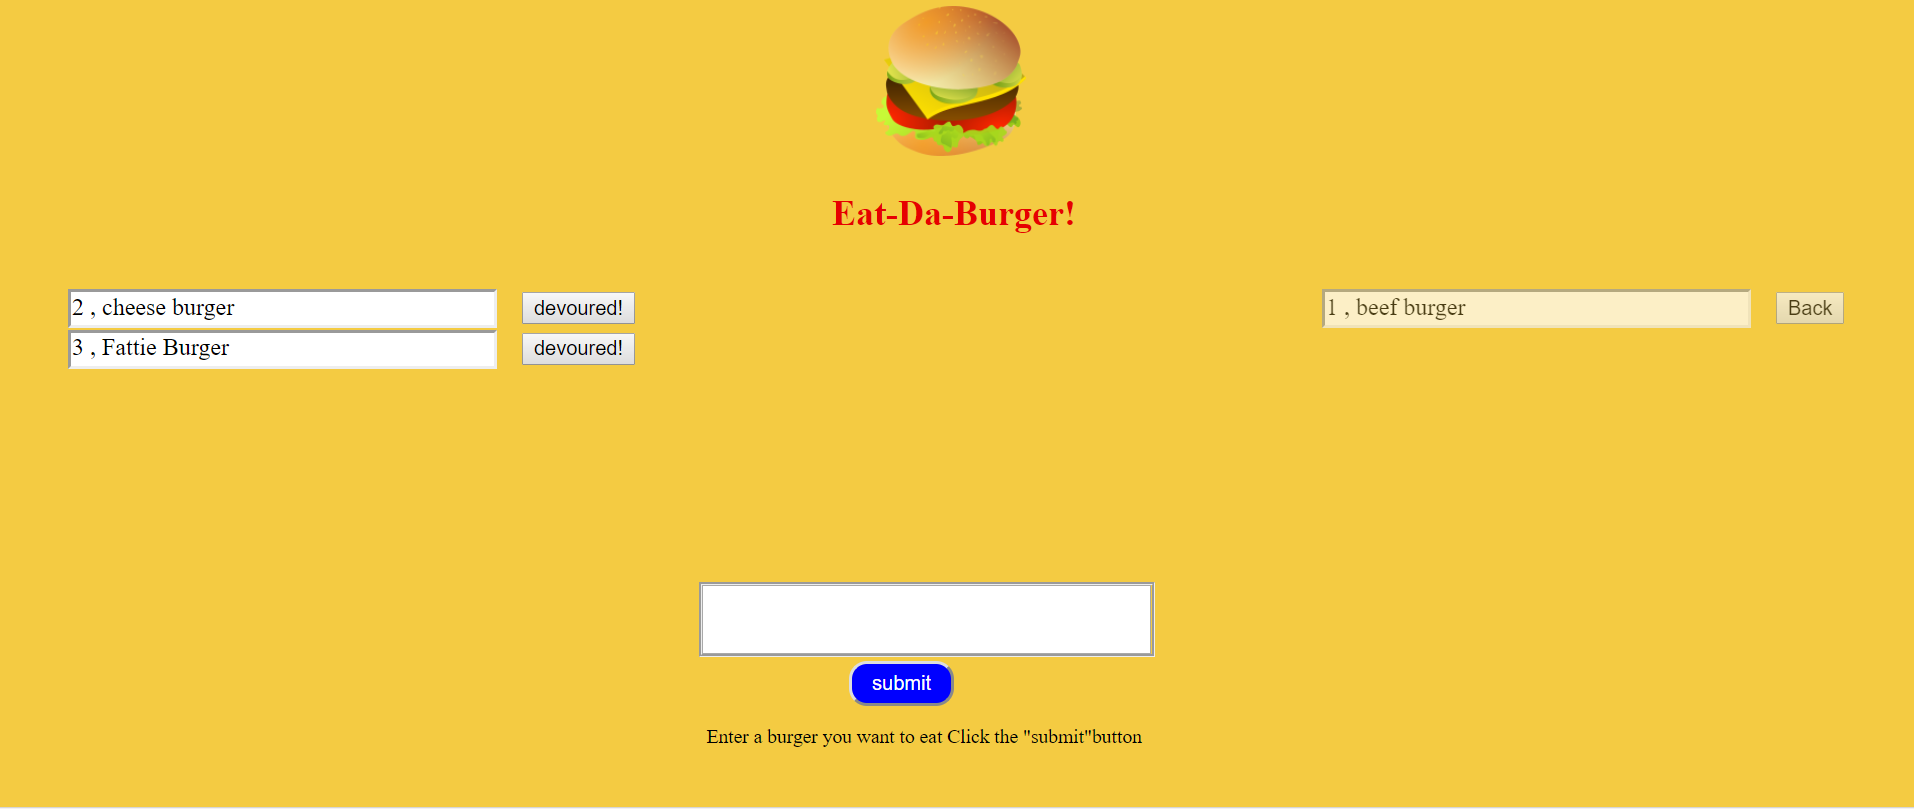 Eat-Da-Burger!
2 , cheese burger devoured!
3 , Fattie Burger devoured!
1 , beef burger Back
submit
Enter a burger you want to eat Click the "submit"button